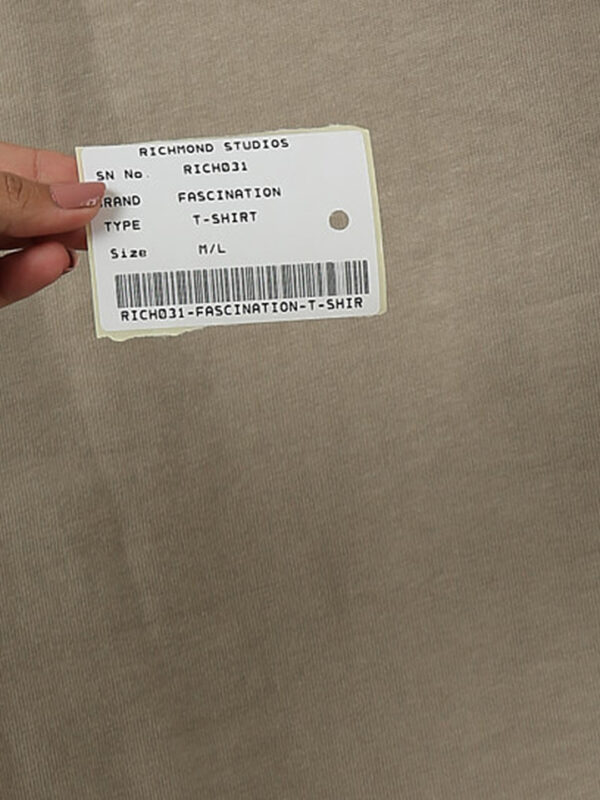 RICHMOND STUDIOS
SN No. RICH031
RAND FASCINATION
TYPE T-SHIRT
Size M/L
RICH031-FASCINATION-T-SHIR